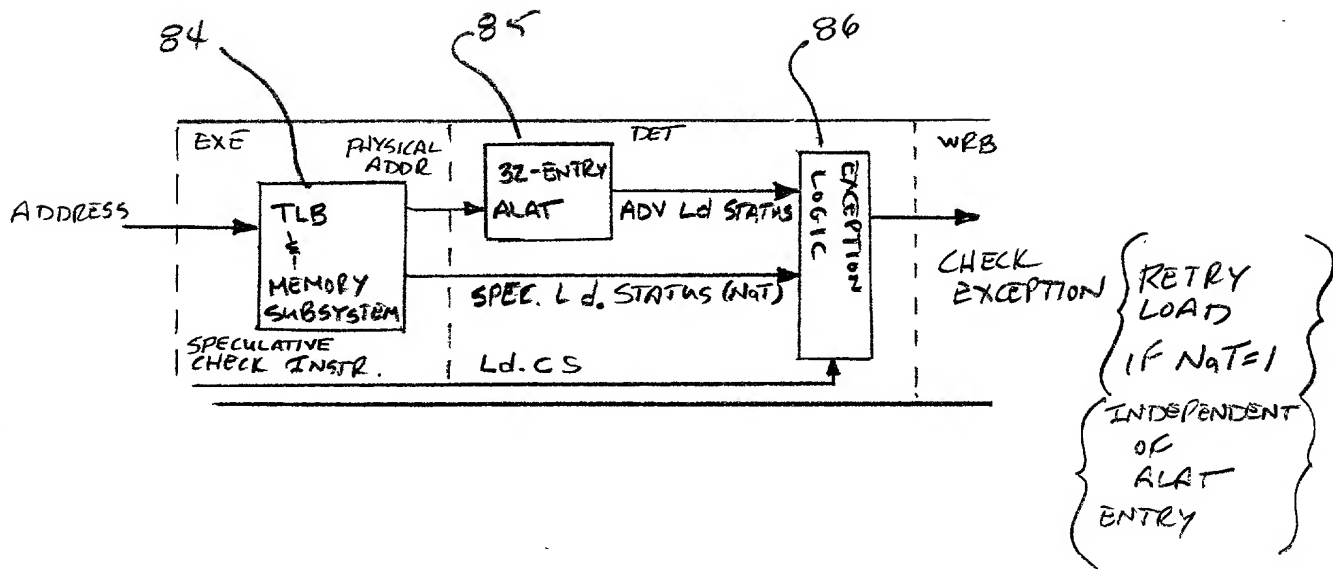 84
85
86
EXE
PHYSICAL
ADDR
DET
WRB
ADDRESS
TLB
&
MEMORY
SUBSYSTEM
32-ENTRY
ALAT
ADV Ld STATUS
SPEC. Ld. STATUS (NaT)
EXCEPTION
LOGIC
SPECULATIVE
CHECK INSTR.
Ld.CS
CHECK
EXCEPTION
RETRY
LOAD
IF NaT=1
INDEPENDENT
OF
ALAT
ENTRY